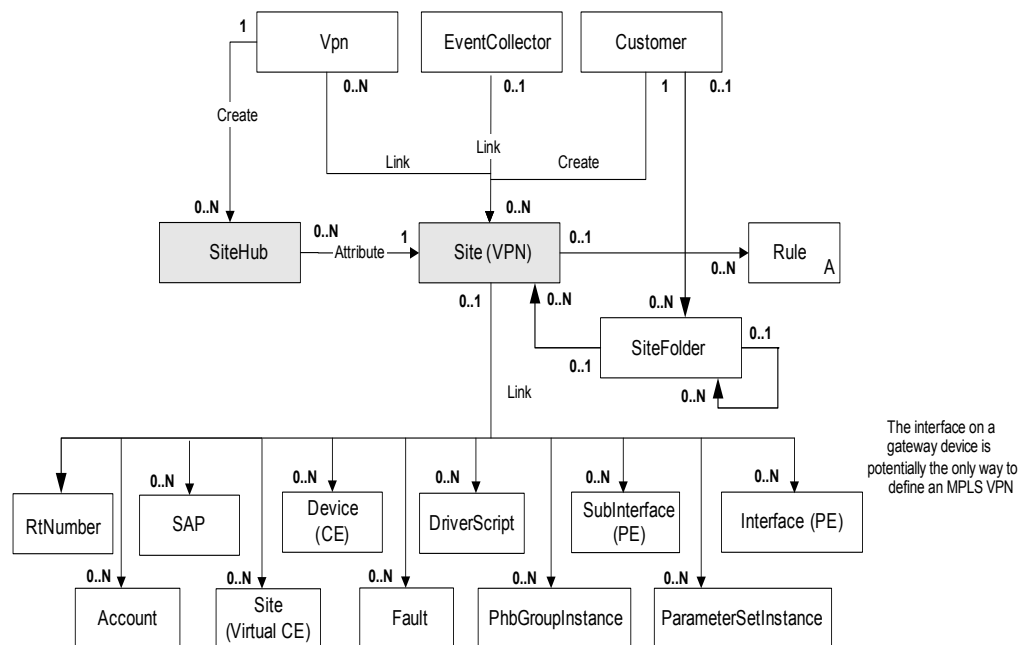 1
Vpn
EventCollector
Customer
0..N
0..1
1
0..1
Create
Link
Link
Create
0..N
0..N
0..N
SiteHub
Attribute
1
Site (VPN)
0..1
0..N
Rule
A
0..1
0..N
0..N
SiteFolder
0..1
0..1
0..N
Link
The interface on a
gateway device is
potentially the only way to
define an MPLS VPN
0..N
0..N
0..N
0..N
0..N
RtNumber
SAP
Device
(CE)
DriverScript
SubInterface
(PE)
Interface (PE)
0..N
0..N
0..N
0..N
0..N
Account
Site
(Virtual CE)
Fault
PhbGroupInstance
ParameterSetInstance